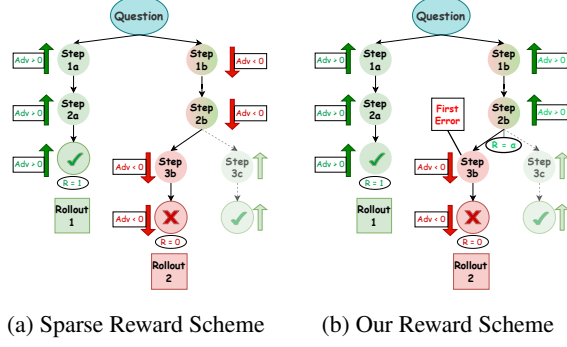 Question
Adv > 0
Step
1a
Step
1b
Adv < 0
Adv > 0
Step
2a
Step
2b
Adv < 0
Adv > 0
R = 1
Adv < 0
Step
3b
Step
3c
Rollout
1
Adv < 0
R = 0
Rollout
2
(a) Sparse Reward Scheme
Question
Adv > 0
Step
1a
Step
1b
Adv > 0
Adv > 0
Step
2a
First
Error
Step
2b
Adv > 0
R = α
Adv > 0
R = 1
Adv < 0
Step
3b
Step
3c
Rollout
1
Adv < 0
R = 0
Rollout
2
(b) Our Reward Scheme